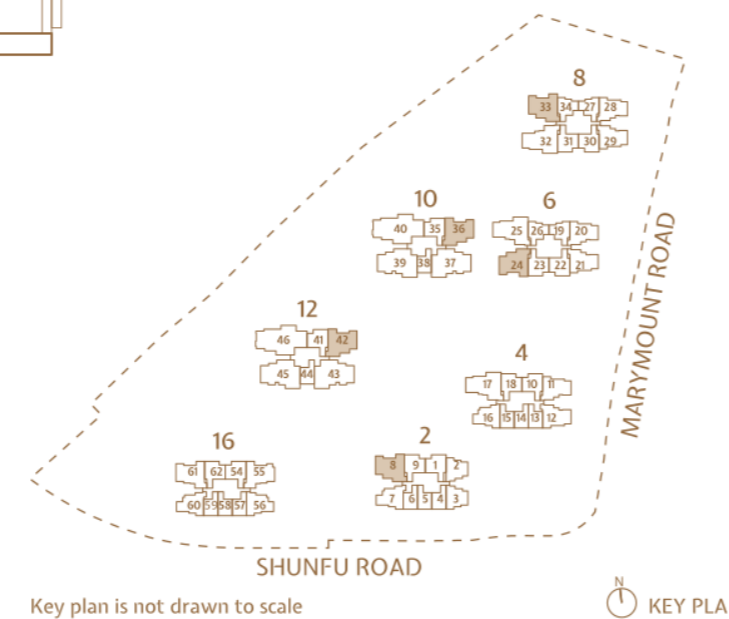 8
33 34 27 28
32 31 30 29
10
40 35 36
39 38 37
6
25 26 19 20
24 23 22 21
12
46 41 42
45 44 43
4
17 18 10 11
16 15 14 13 12
2
8 9 1 2
7 6 5 4 3
16
61 62 54 55
60 59 58 57 56
MARYMOUNT ROAD
SHUNFU ROAD
Key plan is not drawn to scale
N
KEY PLA